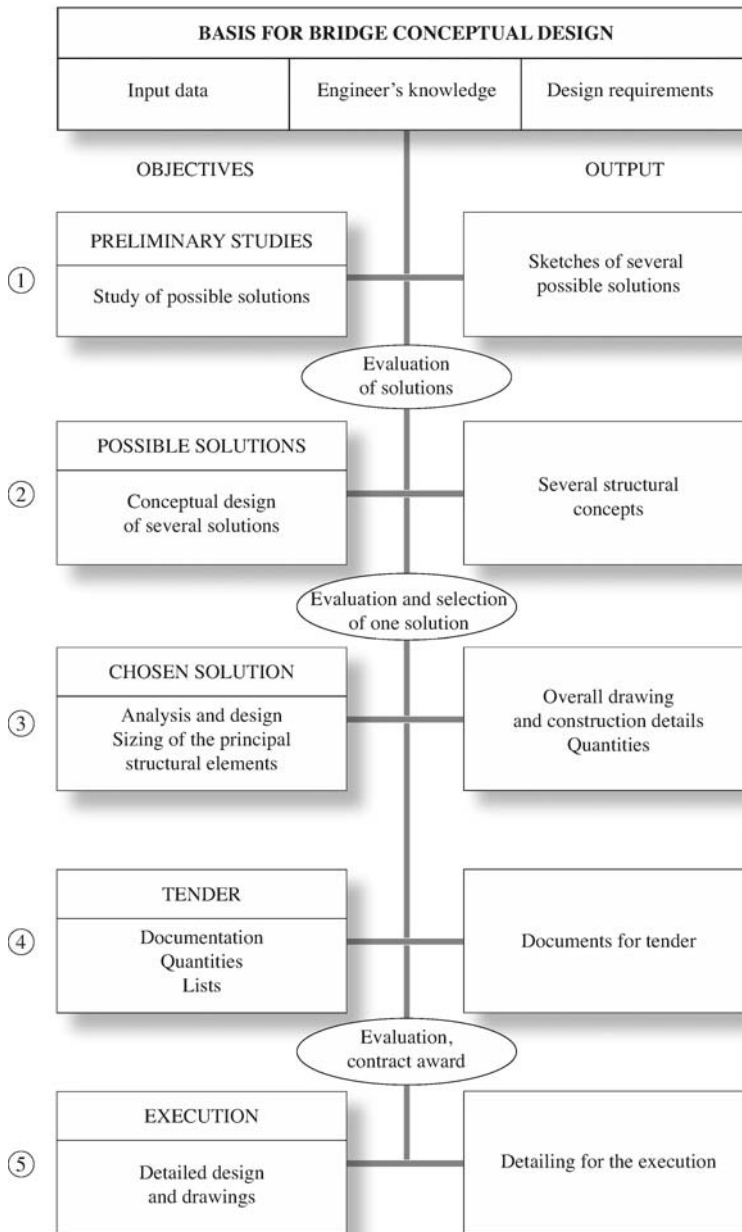 BASIS FOR BRIDGE CONCEPTUAL DESIGN
Input data
Engineer's knowledge
Design requirements
OBJECTIVES
OUTPUT
1
PRELIMINARY STUDIES
Study of possible solutions
Sketches of several
possible solutions
Evaluation
of solutions
2
POSSIBLE SOLUTIONS
Conceptual design
of several solutions
Several structural
concepts
Evaluation and selection
of one solution
3
CHOSEN SOLUTION
Analysis and design
Sizing of the principal
structural elements
Overall drawing
and construction details
Quantities
4
TENDER
Documentation
Quantities
Lists
Documents for tender
Evaluation,
contract award
5
EXECUTION
Detailed design
and drawings
Detailing for the execution